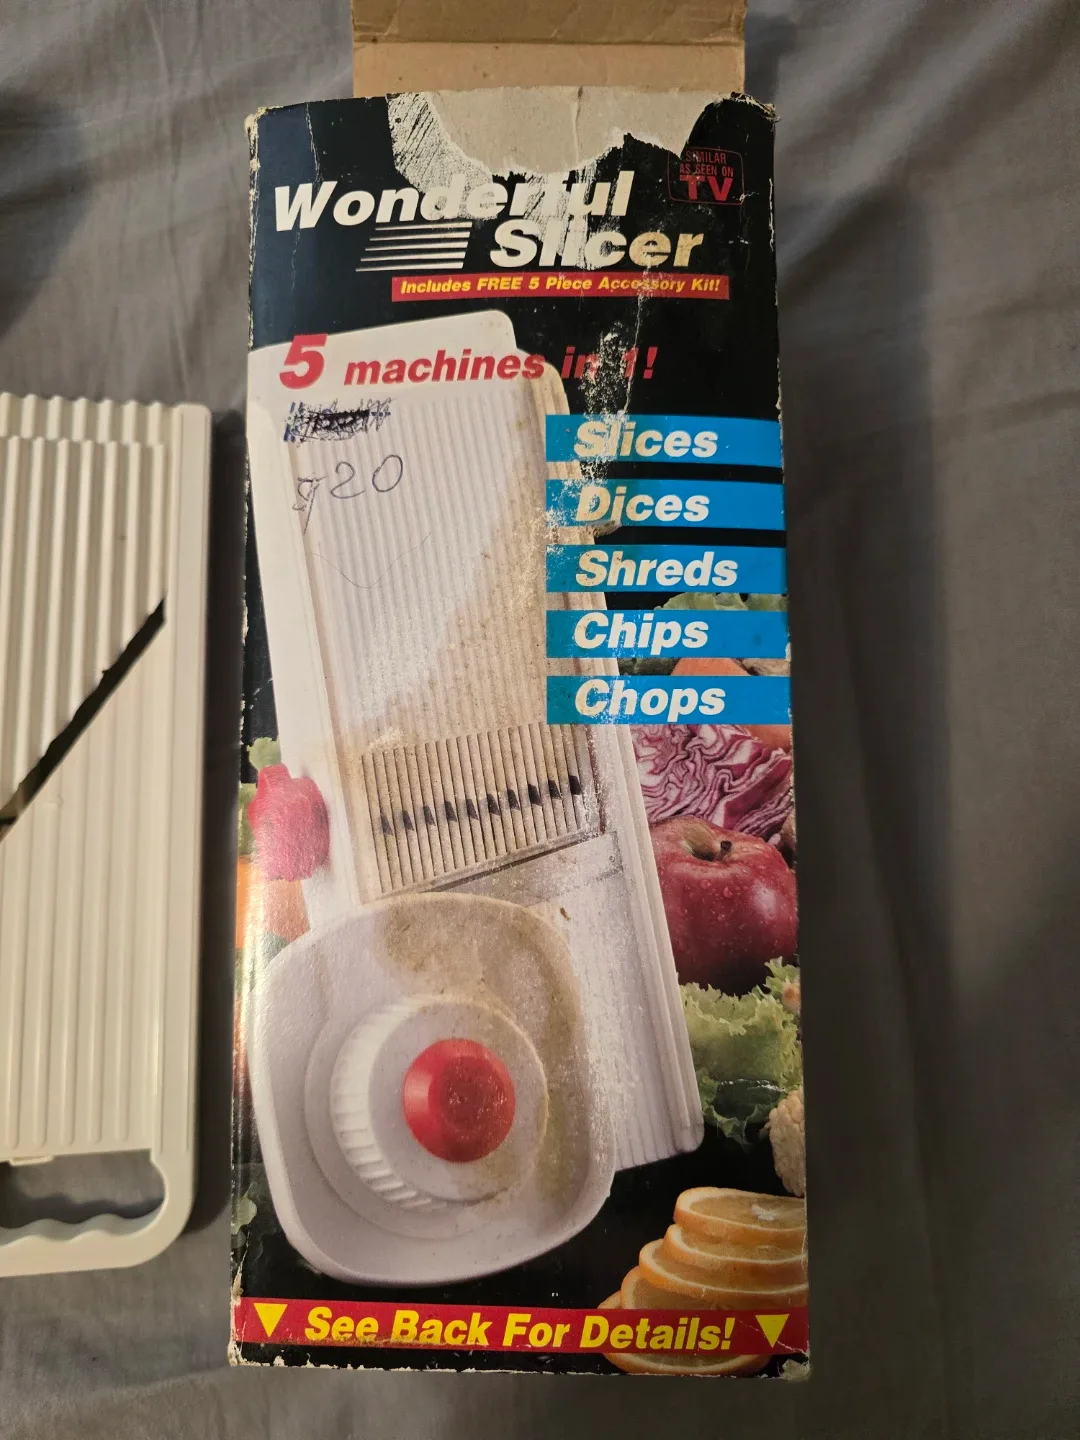 SIMILAR
AS SEEN ON
TV
Wonderful
Slicer
Includes FREE 5 Piece Accessory Kit!
5 machines in 1!
$20
Slices
Dices
Shreds
Chips
Chops
See Back For Details!